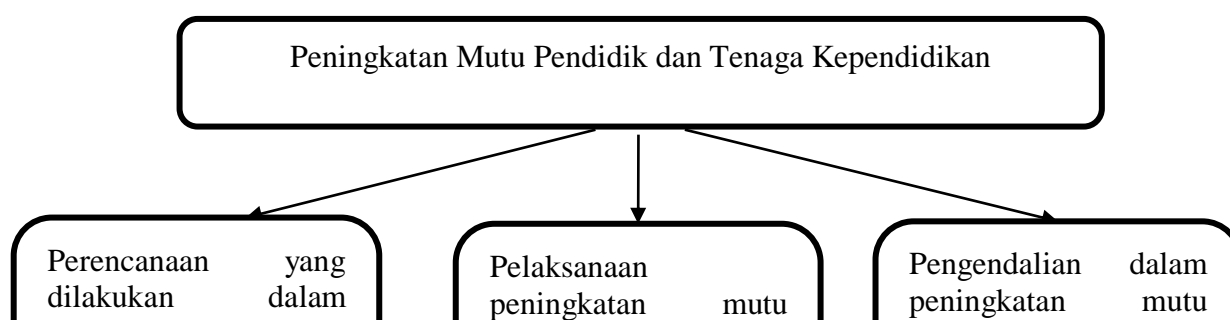 Peningkatan Mutu Pendidik dan Tenaga Kependidikan
Perencanaan yang
dilakukan dalam
Pelaksanaan
peningkatan mutu
Pengendalian dalam
peningkatan mutu